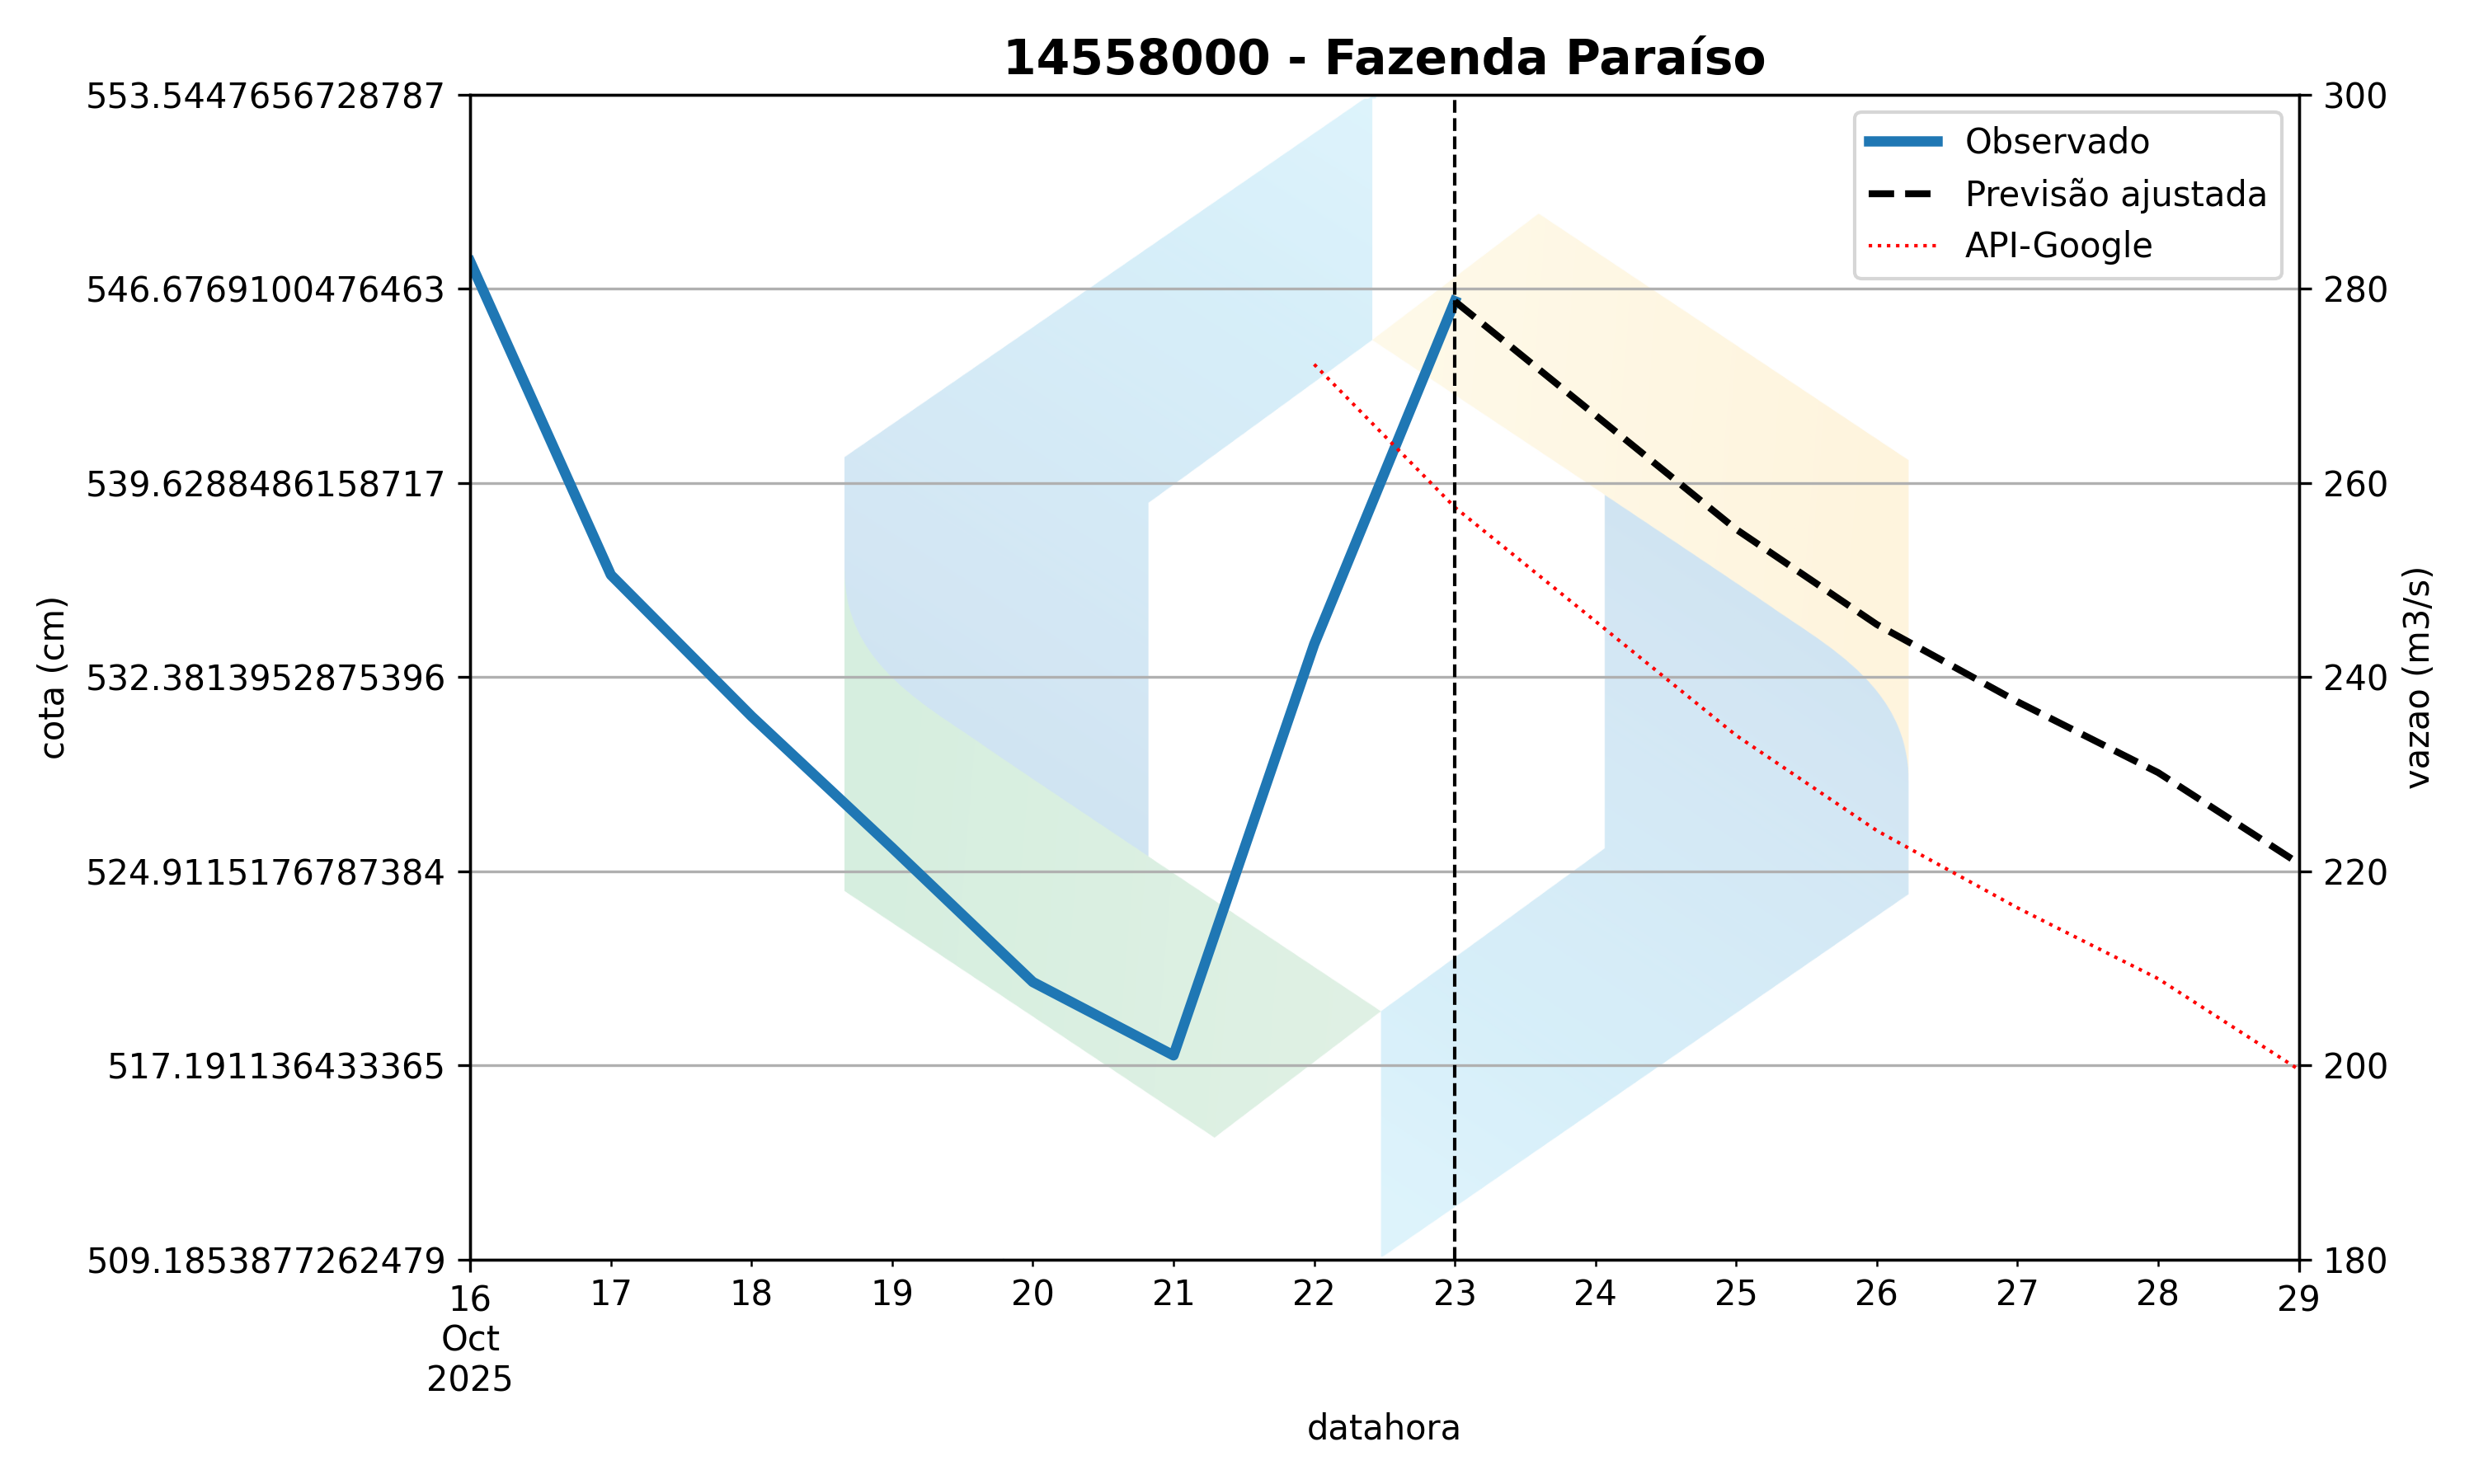 14558000 - Fazenda Paraíso
553.5447656728787
546.6769100476463
539.6288486158717
532.3813952875396
524.9115176787384
517.191136433365
509.1853877262479
cota (cm)
300
280
260
240
220
200
180
vazao (m3/s)
Observado
Previsão ajustada
API-Google
16 17 18 19 20 21 22 23 24 25 26 27 28 29
Oct
2025
datahora